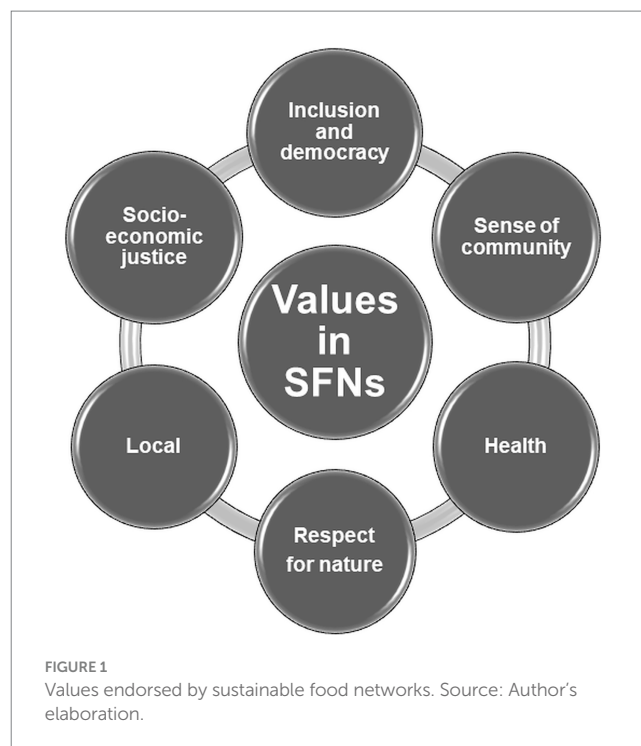 Inclusion
and
democracy
Socio-
economic
justice
Sense of
community
Values
in
SFNs
Local
Health
Respect
for nature
FIGURE 1
Values endorsed by sustainable food networks. Source: Author’s
elaboration.